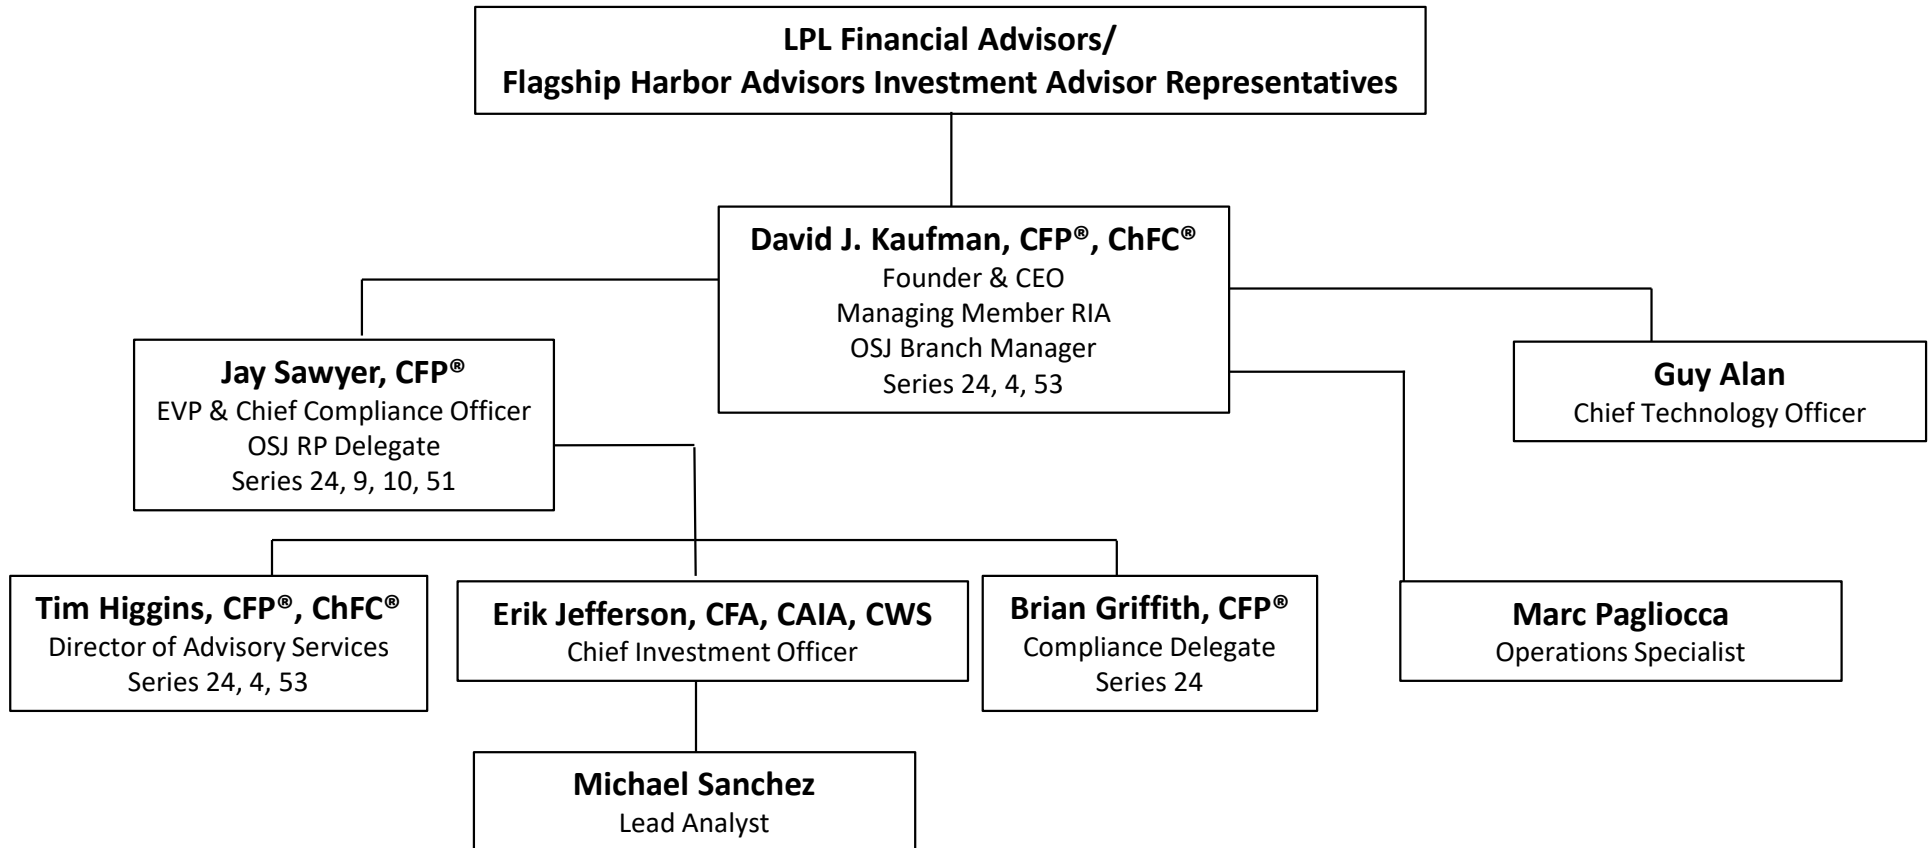 LPL Financial Advisors/
Flagship Harbor Advisors Investment Advisor Representatives
David J. Kaufman, CFP®, ChFC®
Founder & CEO
Managing Member RIA
OSJ Branch Manager
Series 24, 4, 53
Jay Sawyer, CFP®
EVP & Chief Compliance Officer
OSJ RP Delegate
Series 24, 9, 10, 51
Guy Alan
Chief Technology Officer
Tim Higgins, CFP®, ChFC®
Director of Advisory Services
Series 24, 4, 53
Erik Jefferson, CFA, CAIA, CWS
Chief Investment Officer
Brian Griffith, CFP®
Compliance Delegate
Series 24
Marc Pagliocca
Operations Specialist
Michael Sanchez
Lead Analyst